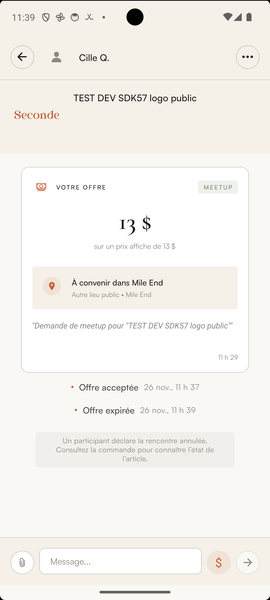 11:39
Cille Q.
TEST DEV SDK57 logo public
Seconde
VOTRE OFFRE
MEETUP
13 $
sur un prix affiche de 13 $
À convenir dans Mile End
Autre lieu public • Mile End
"Demande de meetup pour "TEST DEV SDK57 logo public""
11 h 29
• Offre acceptée 26 nov., 11 h 37
• Offre expirée 26 nov., 11 h 39
Un participant déclare la rencontre annulée.
Consultez la commande pour connaître l'état de
l'article.
Message...
$